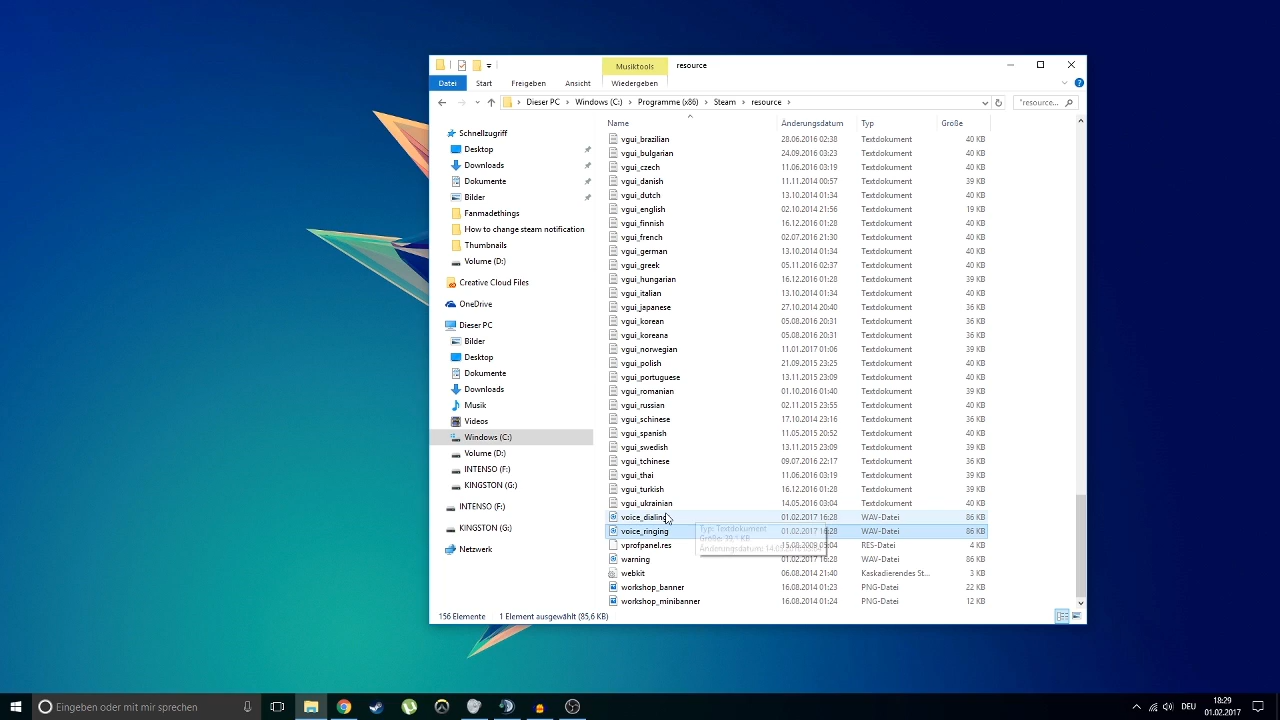 Musiktools resource
Datei Start Freigeben Ansicht Wiedergeben
Dieser PC Windows (C:) Programme (x86) Steam resource "resource...
Name Änderungsdatum Typ Größe
Schnellzugriff
Desktop
Downloads
Dokumente
Bilder
Fanmadethings
How to change steam notification
Thumbnails
Volume (D:)
Creative Cloud Files
OneDrive
Dieser PC
Bilder
Desktop
Dokumente
Downloads
Musik
Videos
Windows (C:)
Volume (D:)
INTENSO (F:)
KINGSTON (G:)
INTENSO (F:)
KINGSTON (G:)
Netzwerk
vgui_brazilian 28.06.2016 02:38 Textdokument 40 KB
vgui_bulgarian 24.09.2016 03:23 Textdokument 40 KB
vgui_czech 11.06.2016 03:19 Textdokument 40 KB
vgui_danish 11.11.2014 00:57 Textdokument 39 KB
vgui_dutch 13.10.2014 01:34 Textdokument 40 KB
vgui_english 02.10.2014 21:56 Textdokument 19 KB
vgui_finnish 16.12.2016 01:28 Textdokument 40 KB
vgui_french 02.07.2016 21:30 Textdokument 40 KB
vgui_german 13.10.2014 01:34 Textdokument 40 KB
vgui_greek 05.11.2016 02:37 Textdokument 40 KB
vgui_hungarian 16.12.2016 01:28 Textdokument 40 KB
vgui_italian 13.10.2014 01:34 Textdokument 40 KB
vgui_japanese 27.10.2014 20:40 Textdokument 36 KB
vgui_korean 05.08.2016 20:31 Textdokument 36 KB
vgui_koreana 05.08.2016 20:31 Textdokument 36 KB
vgui_norwegian 11.01.2017 01:06 Textdokument 39 KB
vgui_polish 21.09.2015 23:25 Textdokument 40 KB
vgui_portuguese 13.11.2015 23:09 Textdokument 40 KB
vgui_romanian 01.10.2016 01:40 Textdokument 39 KB
vgui_russian 02.11.2015 23:55 Textdokument 40 KB
vgui_schinese 17.10.2014 23:16 Textdokument 36 KB
vgui_spanish 11.05.2015 20:52 Textdokument 40 KB
vgui_swedish 13.11.2015 23:09 Textdokument 40 KB
vgui_tchinese 09.07.2016 22:17 Textdokument 36 KB
vgui_thai 11.06.2016 03:19 Textdokument 39 KB
vgui_turkish 16.12.2016 01:28 Textdokument 39 KB
vgui_ukrainian 14.05.2016 03:04 Textdokument 40 KB
voice_dialing 01.02.2017 16:28 WAV-Datei 86 KB
voice_ringing 01.02.2017 16:28 WAV-Datei 86 KB
Typ: Textdokument
vprofpanel.res 15.08.2009 05:04 RES-Datei 4 KB
warning 01.02.2017 16:28 WAV-Datei 86 KB
webkit 06.08.2014 21:40 Kaskadierendes St... 3 KB
workshop_banner 16.08.2014 01:23 PNG-Datei 22 KB
workshop_minibanner 16.08.2014 01:24 PNG-Datei 12 KB
156 Elemente 1 Element ausgewählt (85,6 KB)
Eingeben oder mit mir sprechen
DEU 18:29
01.02.2017